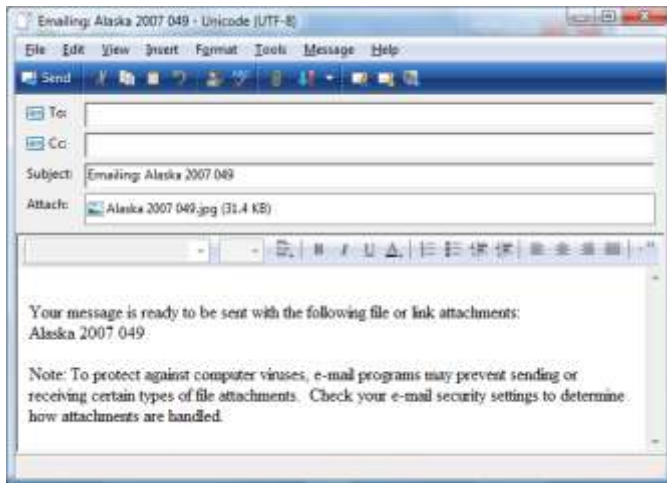 Emailing: Alaska 2007 049 - Unicode (UTF-8)
File Edit View Insert Format Tools Message Help
Send
To:
Cc:
Subject: Emailing: Alaska 2007 049
Attach: Alaska 2007 049.jpg (31.4 KB)
B I U A
Your message is ready to be sent with the following file or link attachments:
Alaska 2007 049
Note: To protect against computer viruses, e-mail programs may prevent sending or
receiving certain types of file attachments. Check your e-mail security settings to determine
how attachments are handled.